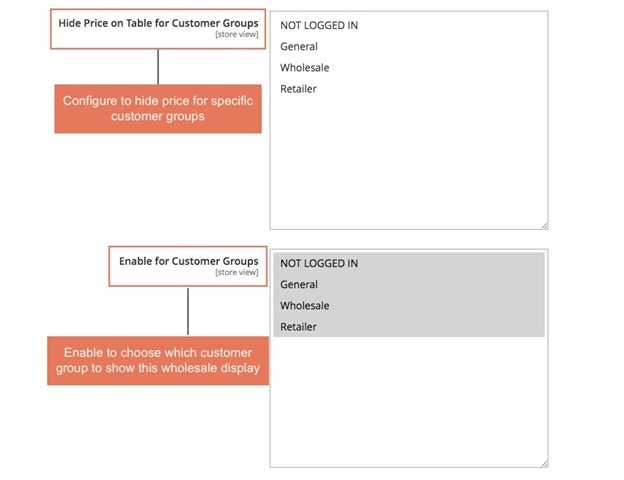 Hide Price on Table for Customer Groups
[store view]
NOT LOGGED IN
General
Wholesale
Retailer
Configure to hide price for specific
customer groups
Enable for Customer Groups
[store view]
NOT LOGGED IN
General
Wholesale
Retailer
Enable to choose which customer
group to show this wholesale display